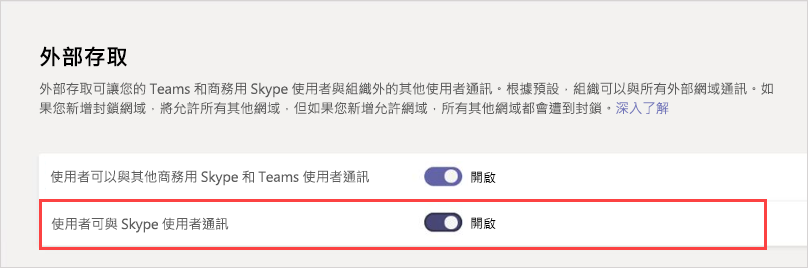 外部存取
外部存取可讓您的 Teams 和商務用 Skype 使用者與組織外的其他使用者通訊。根據預設，組織可以與所有外部網域通訊。如
果您新增封鎖網域，將允許所有其他網域，但如果您新增允許網域，所有其他網域都會遭到封鎖。深入了解
使用者可以與其他商務用 Skype 和 Teams 使用者通訊 開啟
使用者可與 Skype 使用者通訊 開啟